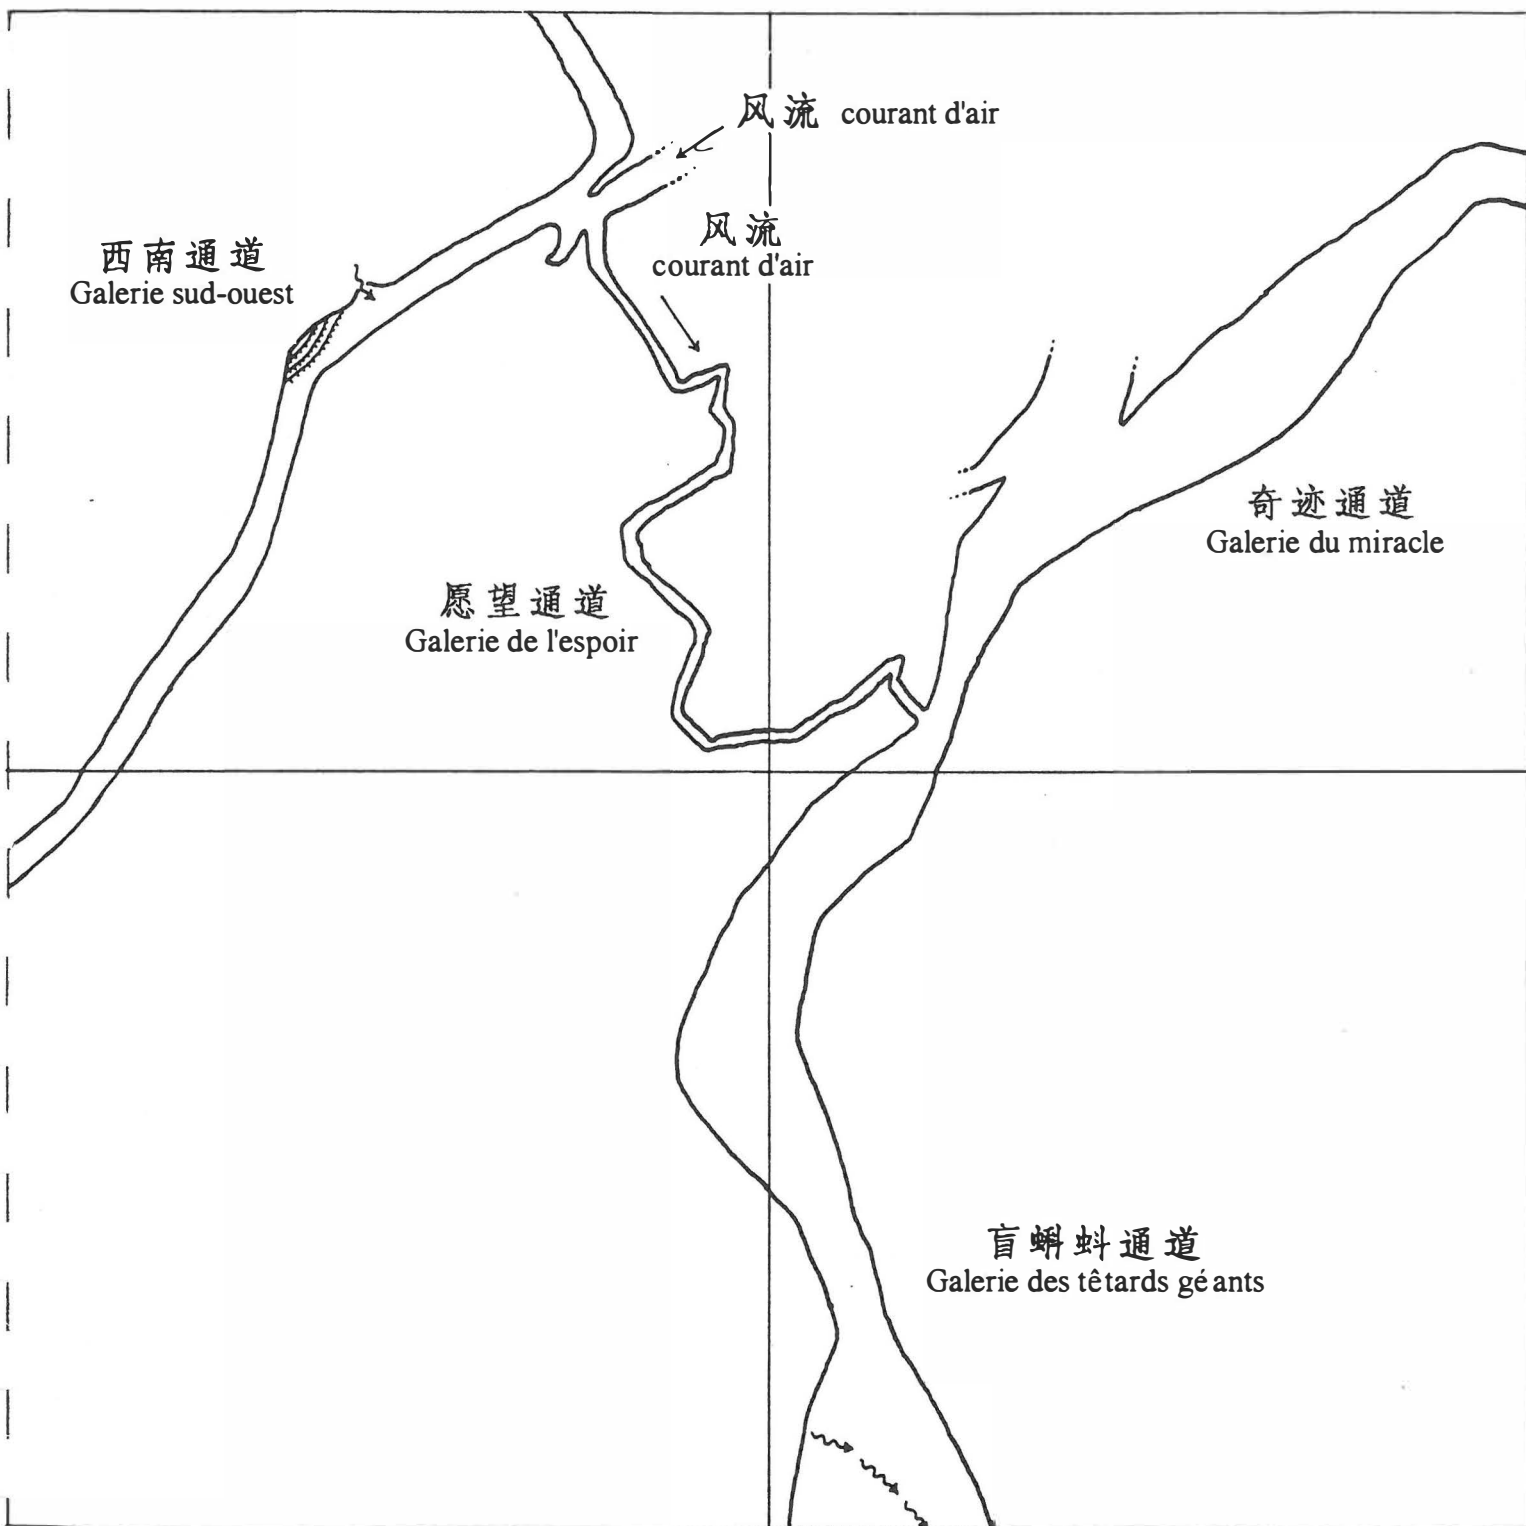 风流 courant d'air
风流
courant d'air
西南通道
Galerie sud-ouest
奇迹通道
Galerie du miracle
愿望通道
Galerie de l'espoir
盲蝌蚪通道
Galerie des têtards géants